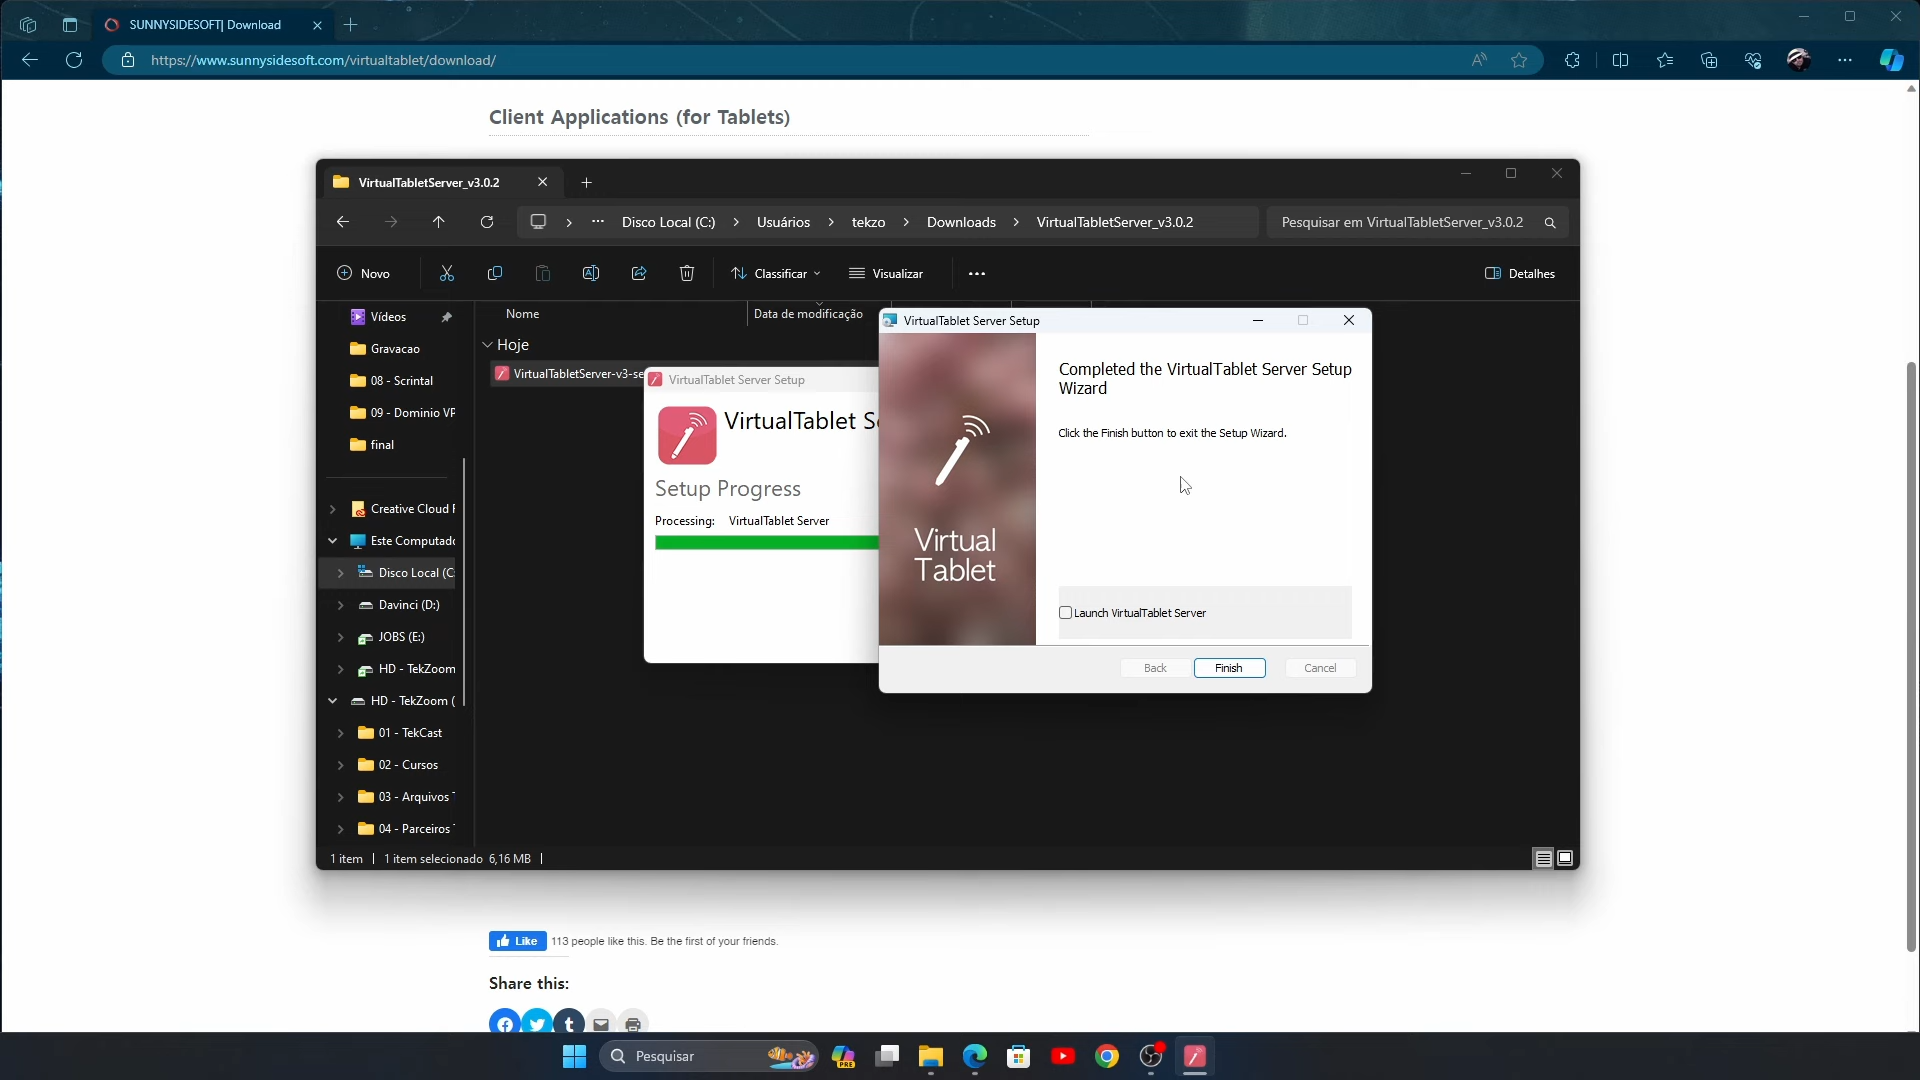 SUNNYSIDESOFT| Download
https://www.sunnysidesoft.com/virtualtablet/download/
Client Applications (for Tablets)
VirtualTabletServer_v3.0.2
Disco Local (C:)
Usuários
tekzo
Downloads
VirtualTabletServer_v3.0.2
Pesquisar em VirtualTabletServer_v3.0.2
Novo
Classificar
Visualizar
Detalhes
Nome
Data de modificação
Vídeos
Gravacao
08 - Scrintal
09 - Dominio VP
final
Creative Cloud F
Este Computado
Disco Local (C:
Davinci (D:)
JOBS (E:)
HD - TekZoom
HD - TekZoom (
01 - TekCast
02 - Cursos
03 - Arquivos T
04 - Parceiros T
Hoje
VirtualTabletServer-v3-se
VirtualTablet Server Setup
VirtualTablet Se
Setup Progress
Processing: VirtualTablet Server
VirtualTablet Server Setup
Virtual
Tablet
Completed the VirtualTablet Server Setup
Wizard
Click the Finish button to exit the Setup Wizard.
Launch VirtualTablet Server
Back
Finish
Cancel
1 item
1 item selecionado 6,16 MB
Like
113 people like this. Be the first of your friends.
Share this:
Pesquisar
PRE